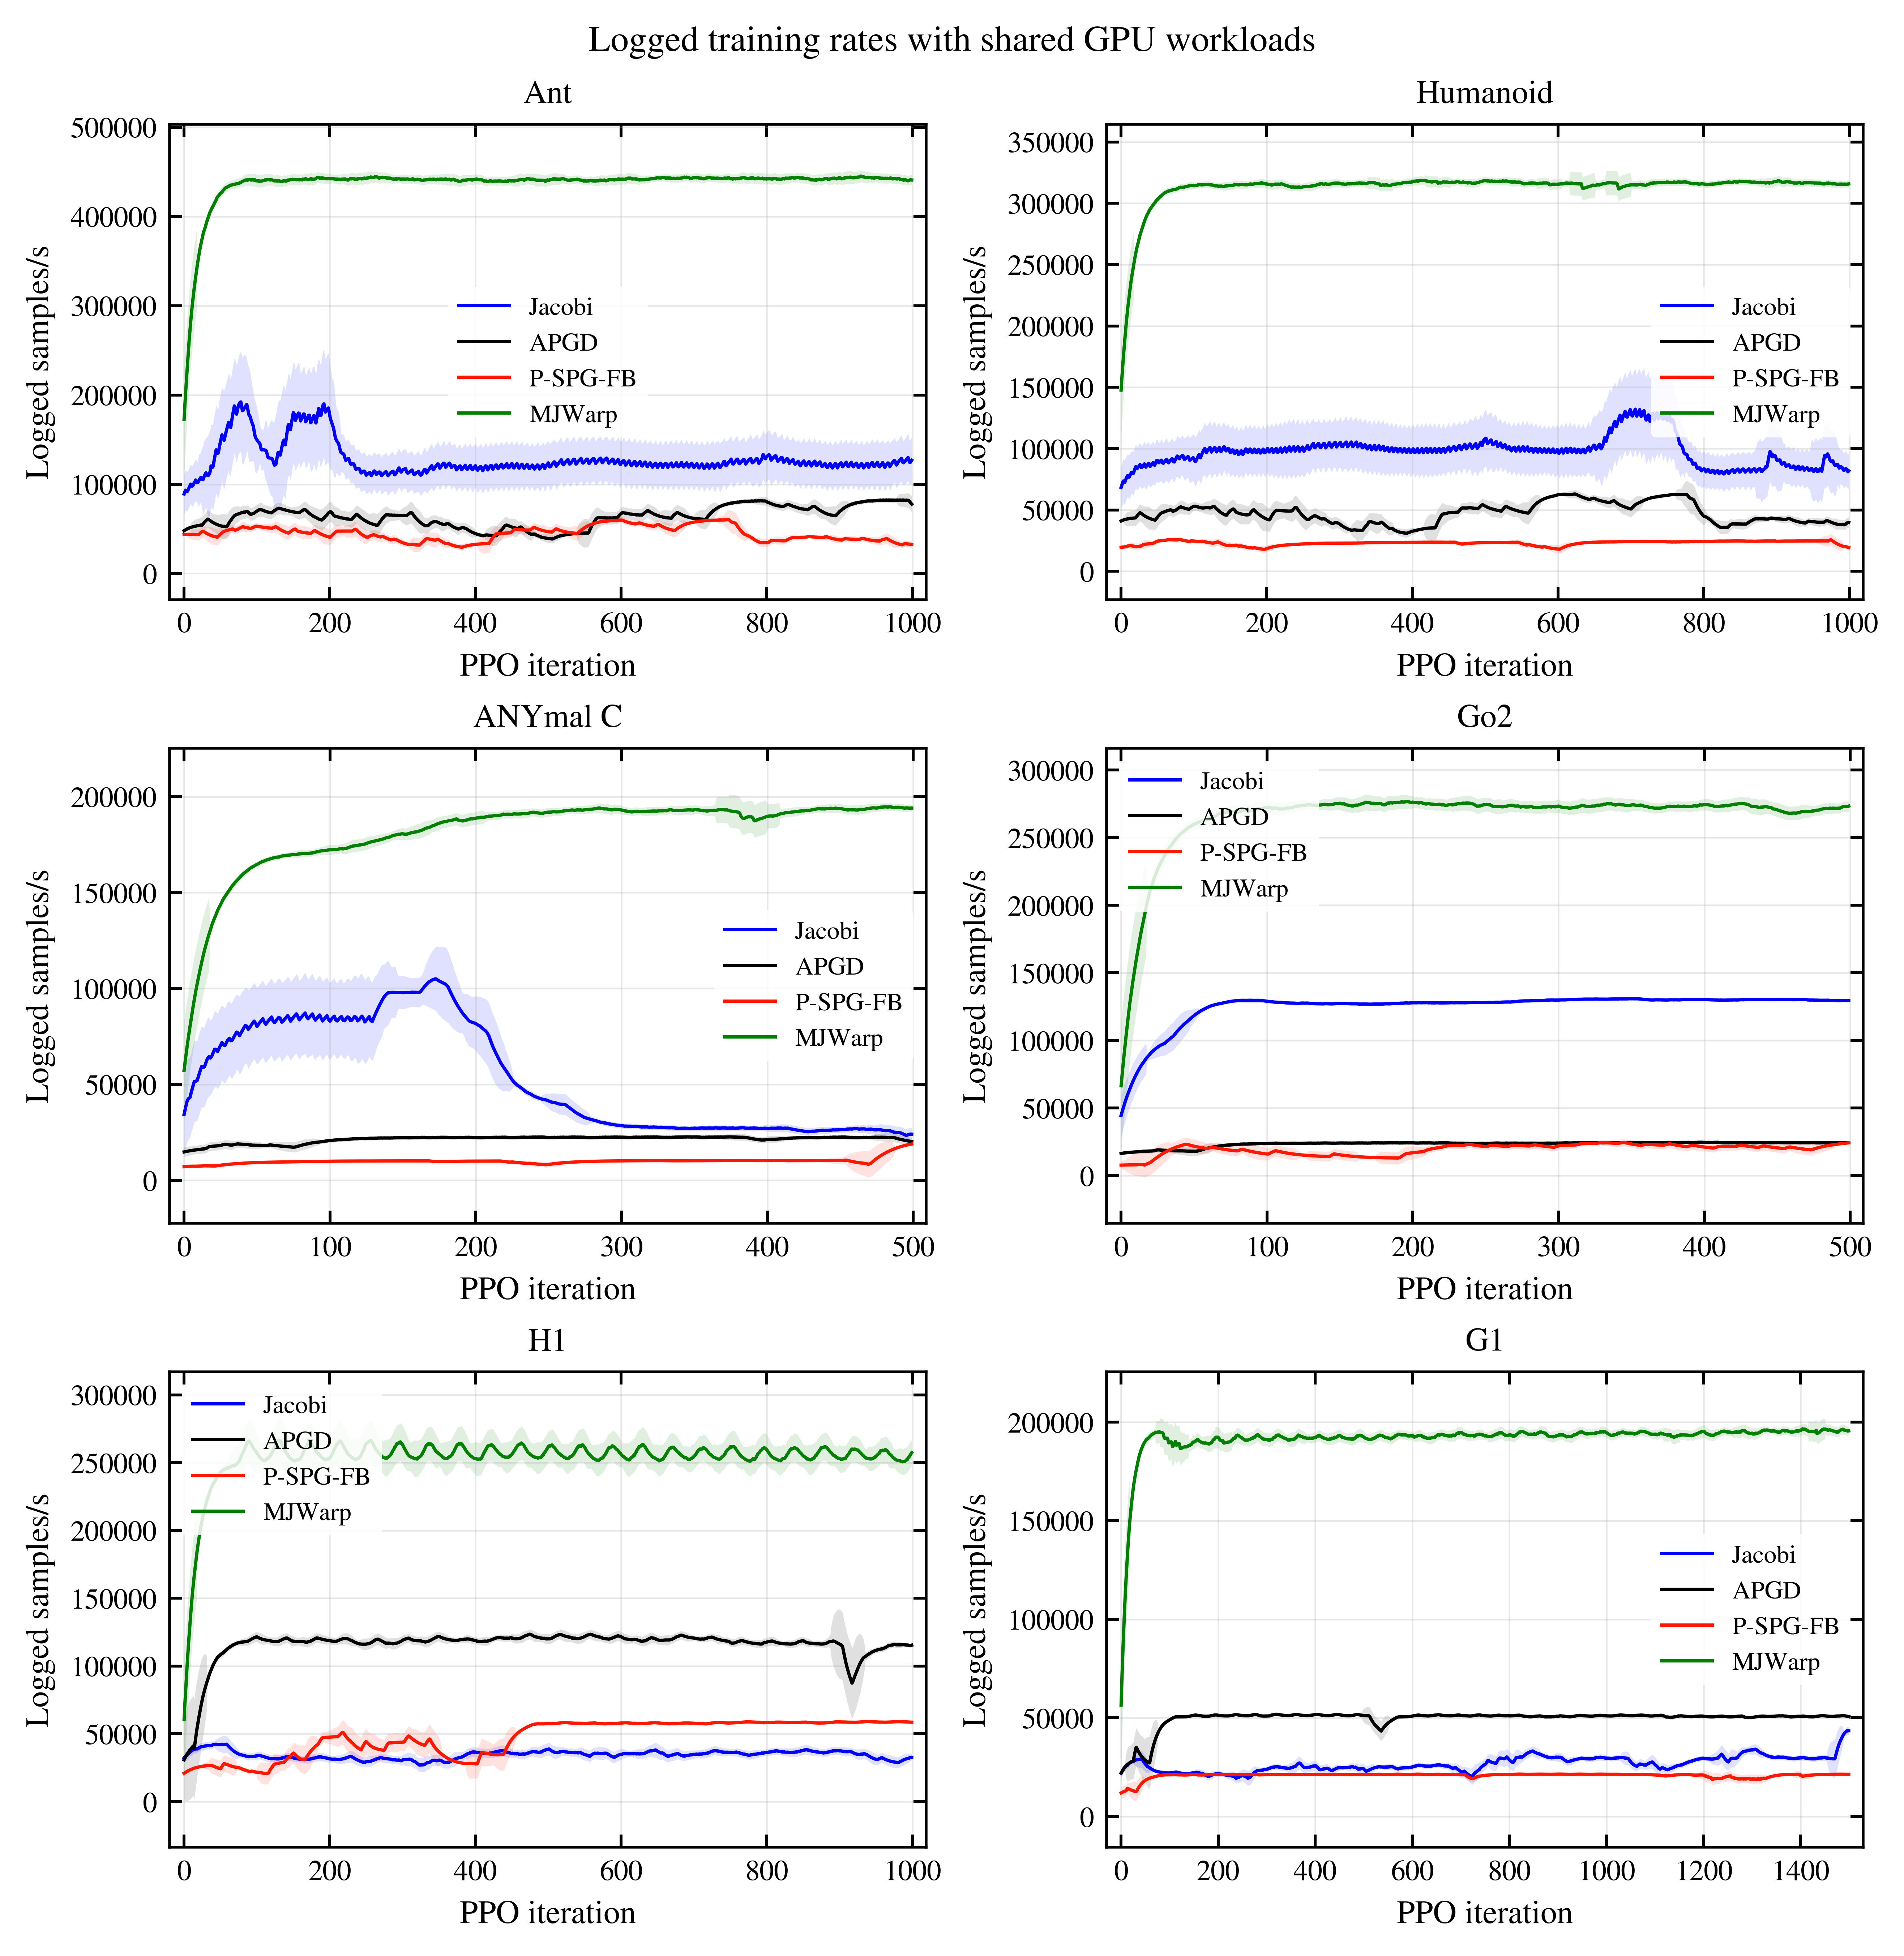 Logged training rates with shared GPU workloads
Ant
Logged samples/s
500000
400000
300000
200000
100000
0
Jacobi
APGD
P-SPG-FB
MJWarp
0 200 400 600 800 1000
PPO iteration
Humanoid
Logged samples/s
350000
300000
250000
200000
150000
100000
50000
0
Jacobi
APGD
P-SPG-FB
MJWarp
0 200 400 600 800 1000
PPO iteration
ANYmal C
Logged samples/s
200000
150000
100000
50000
0
Jacobi
APGD
P-SPG-FB
MJWarp
0 100 200 300 400 500
PPO iteration
Go2
Logged samples/s
300000
250000
200000
150000
100000
50000
0
Jacobi
APGD
P-SPG-FB
MJWarp
0 100 200 300 400 500
PPO iteration
H1
Logged samples/s
300000
250000
200000
150000
100000
50000
0
Jacobi
APGD
P-SPG-FB
MJWarp
0 200 400 600 800 1000
PPO iteration
G1
Logged samples/s
200000
150000
100000
50000
0
Jacobi
APGD
P-SPG-FB
MJWarp
0 200 400 600 800 1000 1200 1400
PPO iteration